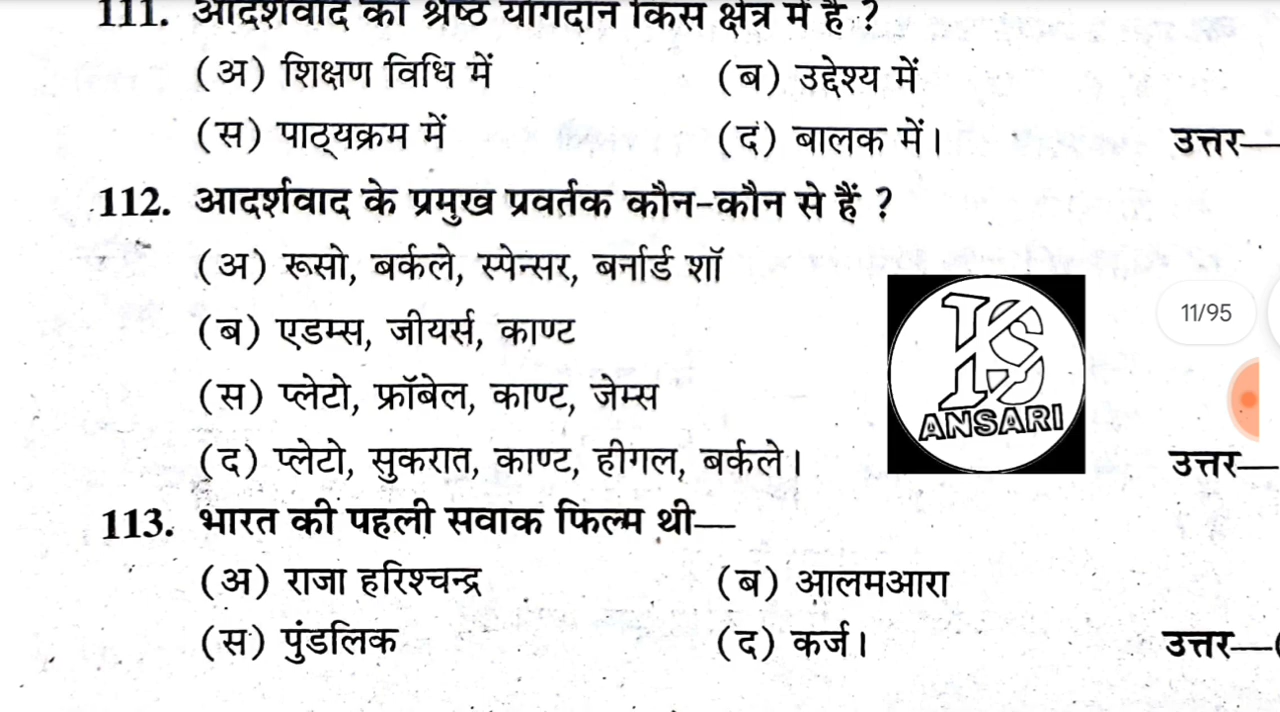 111. आदर्शवाद का श्रेष्ठ योगदान किस क्षेत्र में है ?
(अ) शिक्षण विधि में (ब) उद्देश्य में
(स) पाठ्यक्रम में (द) बालक में। उत्तर—
112. आदर्शवाद के प्रमुख प्रवर्तक कौन-कौन से हैं ?
(अ) रूसो, बर्कले, स्पेन्सर, बर्नार्ड शॉ
(ब) एडम्स, जीयर्स, काण्ट
11/95
(स) प्लेटो, फ्रॉबेल, काण्ट, जेम्स
KS
ANSARI
(द) प्लेटो, सुकरात, काण्ट, हीगल, बर्कले। उत्तर—
113. भारत की पहली सवाक फिल्म थी—
(अ) राजा हरिश्चन्द्र (ब) आलमआरा
(स) पुंडलिक (द) कर्ज। उत्तर—(